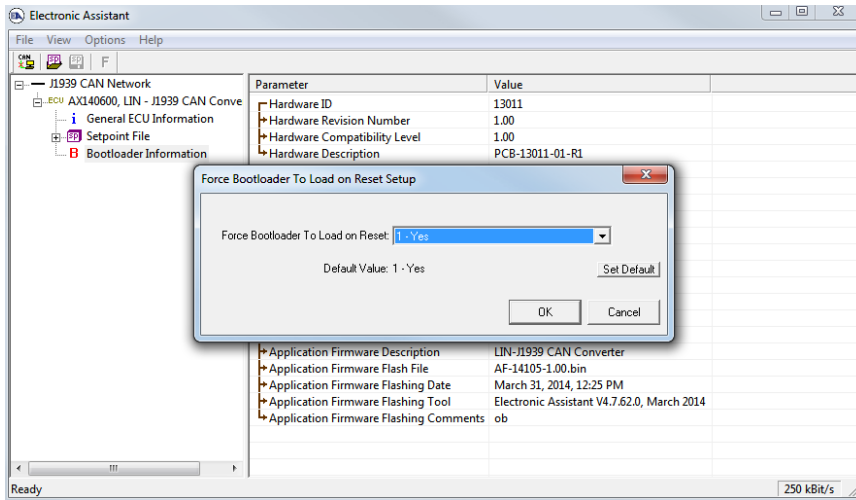 Electronic Assistant
File View Options Help
CAN
SP
SP
F
J1939 CAN Network
ECU AX140600, LIN - J1939 CAN Conve
i General ECU Information
SP Setpoint File
B Bootloader Information
Parameter Value
Hardware ID 13011
Hardware Revision Number 1.00
Hardware Compatibility Level 1.00
Hardware Description PCB-13011-01-R1
Force Bootloader To Load on Reset Setup
Force Bootloader To Load on Reset: 1 - Yes
Default Value: 1 - Yes
Set Default
OK Cancel
Application Firmware Description LIN-J1939 CAN Converter
Application Firmware Flash File AF-14105-1.00.bin
Application Firmware Flashing Date March 31, 2014, 12:25 PM
Application Firmware Flashing Tool Electronic Assistant V4.7.62.0, March 2014
Application Firmware Flashing Comments ob
Ready 250 kBit/s